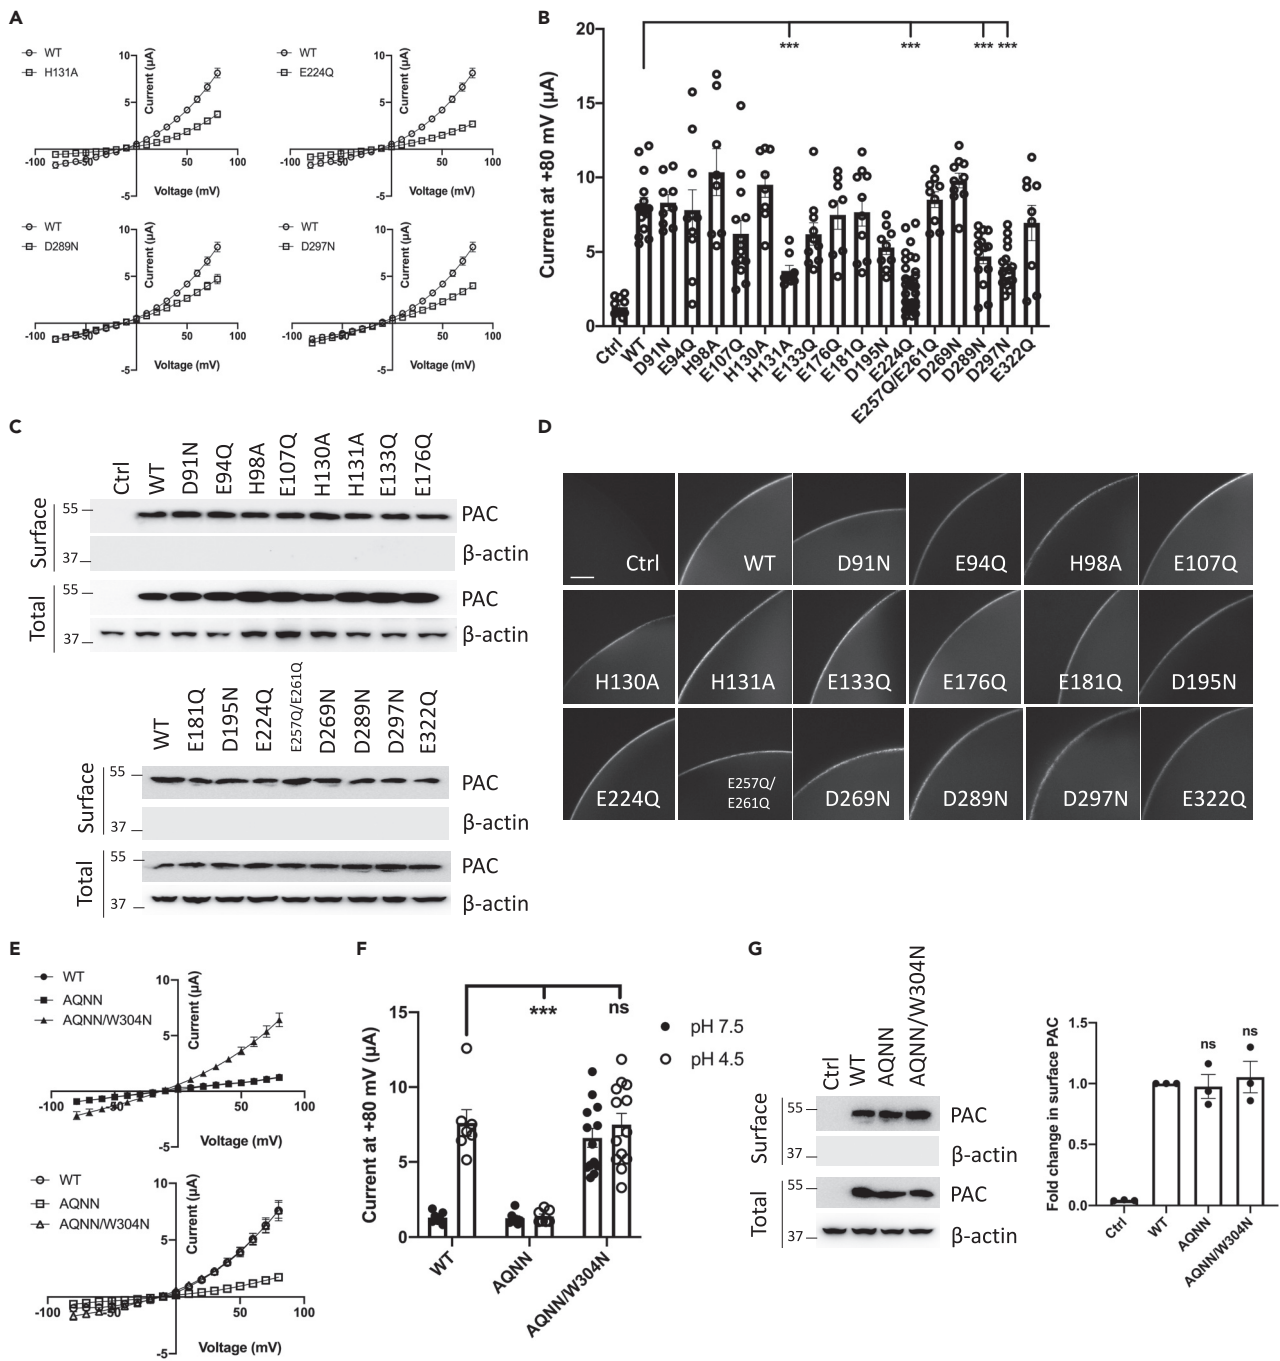 A
WT
H131A
10
5
-5
-100
-50
50
100
Current (µA)
Voltage (mV)
WT
E224Q
10
5
-5
-100
-50
50
100
Current (µA)
Voltage (mV)
WT
D289N
10
5
-5
-100
-50
50
100
Current (µA)
Voltage (mV)
WT
D297N
10
5
-5
-100
-50
50
100
Current (µA)
Voltage (mV)
B
Current at +80 mV (µA)
20
15
10
5
0
***
***
***
***
Ctrl
WT
D91N
E94Q
H98A
E107Q
H130A
H131A
E133Q
E176Q
E181Q
D195N
E224Q
E257Q/E261Q
D269N
D289N
D297N
E322Q
C
Ctrl
WT
D91N
E94Q
H98A
E107Q
H130A
H131A
E133Q
E176Q
Surface
55
PAC
37
β-actin
Total
55
PAC
37
β-actin
WT
E181Q
D195N
E224Q
E257Q/E261Q
D269N
D289N
D297N
E322Q
Surface
55
PAC
37
β-actin
Total
55
PAC
37
β-actin
D
Ctrl
WT
D91N
E94Q
H98A
E107Q
H130A
H131A
E133Q
E176Q
E181Q
D195N
E224Q
E257Q/
E261Q
D269N
D289N
D297N
E322Q
E
WT
AQNN
AQNN/W304N
10
5
-5
-100
-50
50
100
Current (µA)
Voltage (mV)
WT
AQNN
AQNN/W304N
10
5
-5
-100
-50
50
100
Current (µA)
Voltage (mV)
F
Current at +80 mV (µA)
15
10
5
0
***
ns
pH 7.5
pH 4.5
WT
AQNN
AQNN/W304N
G
Ctrl
WT
AQNN
AQNN/W304N
Surface
55
PAC
37
β-actin
Total
55
PAC
37
β-actin
Fold change in surface PAC
1.5
1.0
0.5
0.0
ns
ns
Ctrl
WT
AQNN
AQNN/W304N